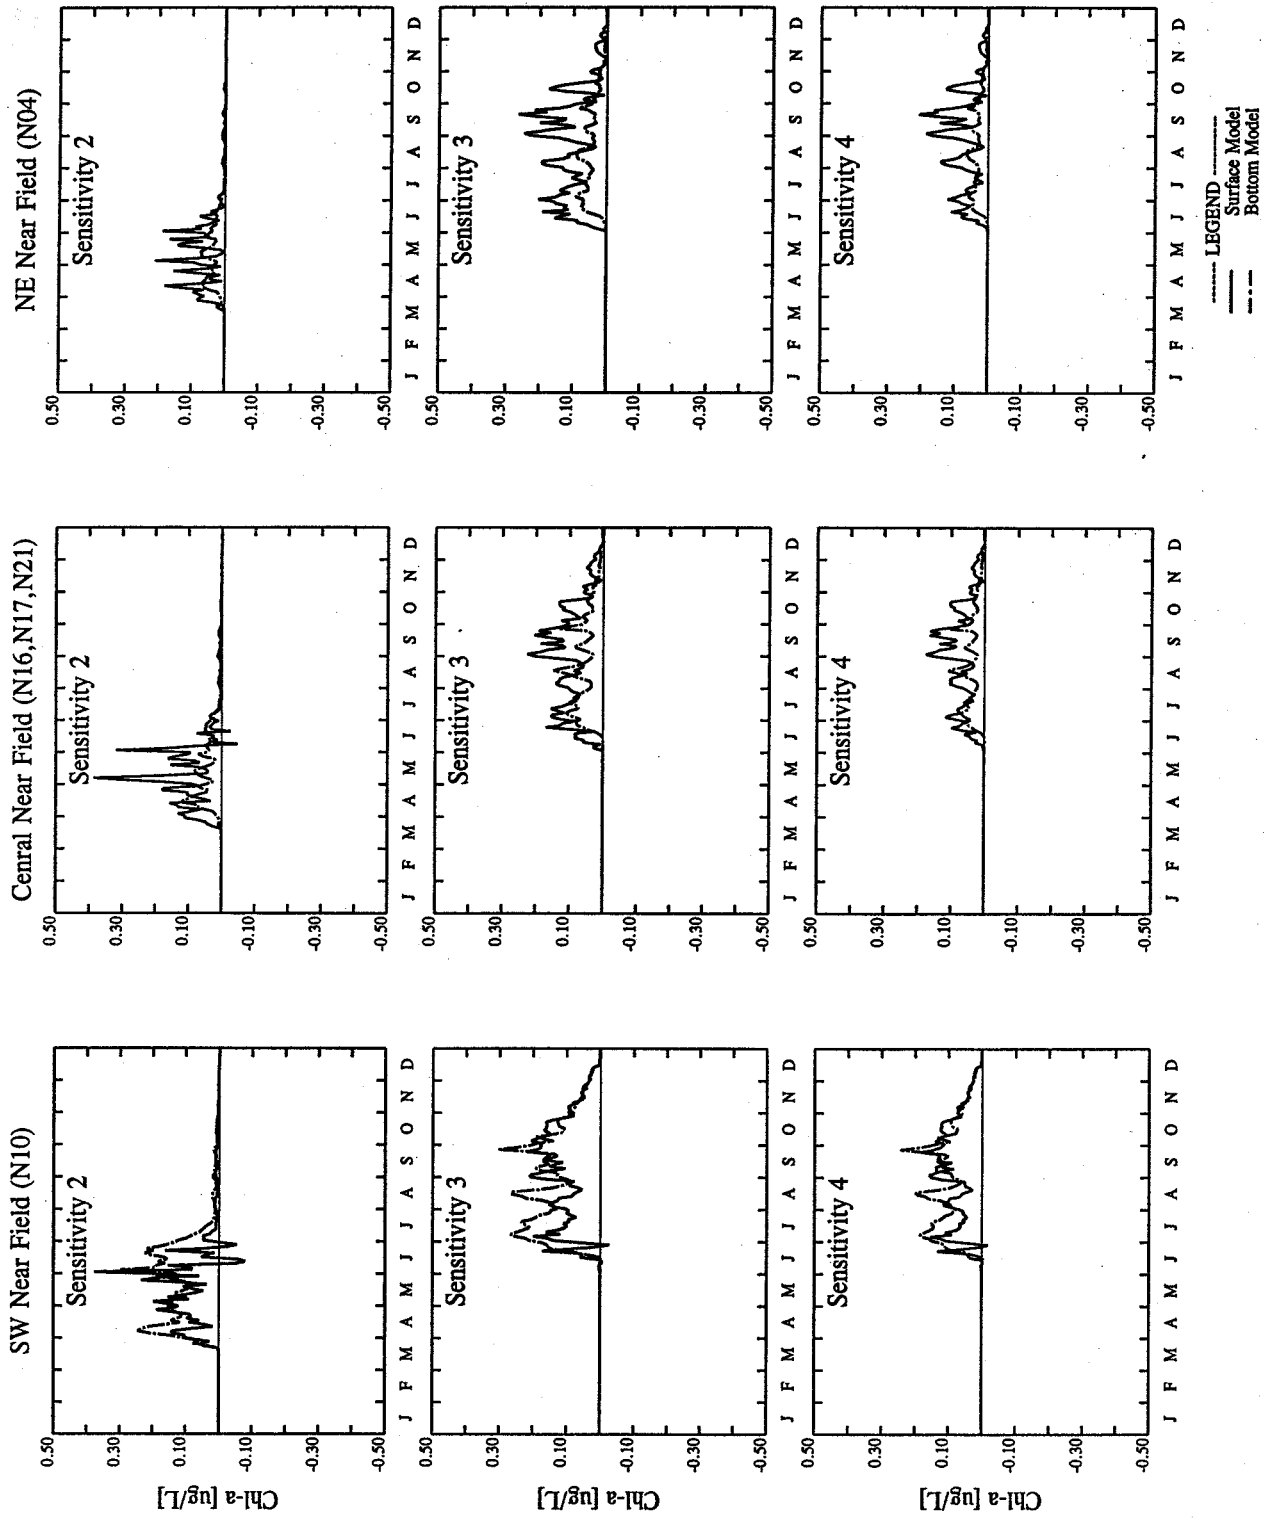 SW Near Field (N10)
Cenral Near Field (N16,N17,N21)
NE Near Field (N04)
Chl-a [ug/L]
0.50
0.30
0.10
-0.10
-0.30
-0.50
Sensitivity 2
J F M A M J J A S O N D
0.50
0.30
0.10
-0.10
-0.30
-0.50
Sensitivity 2
J F M A M J J A S O N D
0.50
0.30
0.10
-0.10
-0.30
-0.50
Sensitivity 2
J F M A M J J A S O N D
Chl-a [ug/L]
0.50
0.30
0.10
-0.10
-0.30
-0.50
Sensitivity 3
J F M A M J J A S O N D
0.50
0.30
0.10
-0.10
-0.30
-0.50
Sensitivity 3
J F M A M J J A S O N D
0.50
0.30
0.10
-0.10
-0.30
-0.50
Sensitivity 3
J F M A M J J A S O N D
Chl-a [ug/L]
0.50
0.30
0.10
-0.10
-0.30
-0.50
Sensitivity 4
J F M A M J J A S O N D
0.50
0.30
0.10
-0.10
-0.30
-0.50
Sensitivity 4
J F M A M J J A S O N D
0.50
0.30
0.10
-0.10
-0.30
-0.50
Sensitivity 4
J F M A M J J A S O N D
------- LEGEND -------
Surface Model
Bottom Model